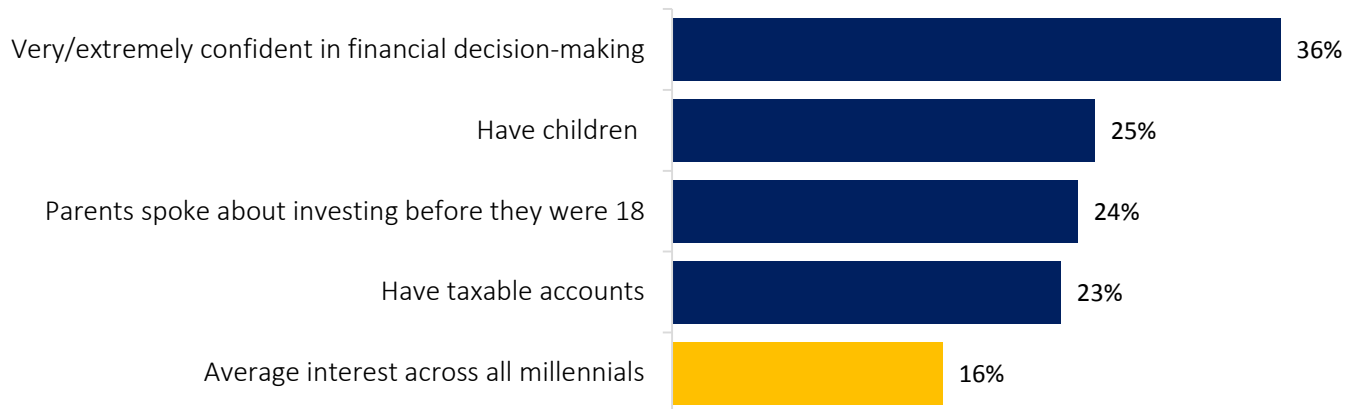 Very/extremely confident in financial decision-making 36%
Have children 25%
Parents spoke about investing before they were 18 24%
Have taxable accounts 23%
Average interest across all millennials 16%